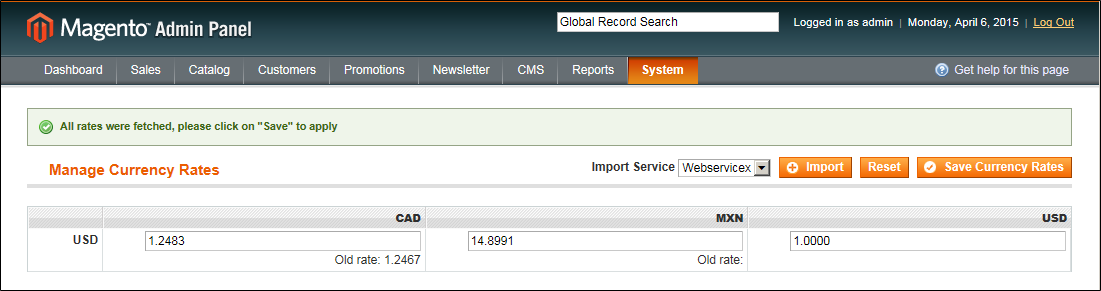 Magento™ Admin Panel
Global Record Search
Logged in as admin | Monday, April 6, 2015 | Log Out
Dashboard Sales Catalog Customers Promotions Newsletter CMS Reports System
Get help for this page
All rates were fetched, please click on "Save" to apply
Manage Currency Rates
Import Service Webservicex Import Reset Save Currency Rates
CAD MXN USD
USD 1.2483 14.8991 1.0000
Old rate: 1.2467 Old rate: